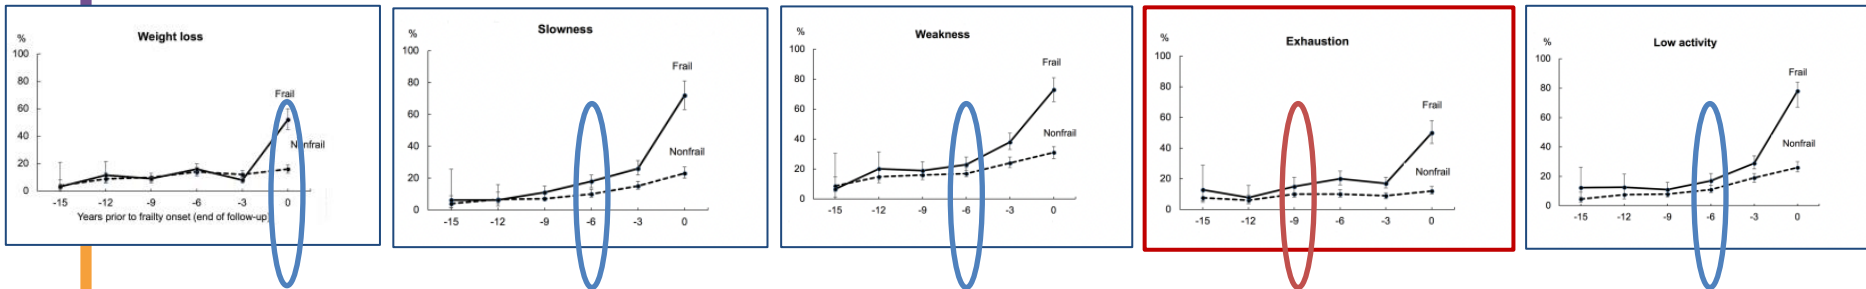 Weight loss
%
100
80
60
40
20
0
Frail
Nonfrail
-15 -12 -9 -6 -3 0
Years prior to frailty onset (end of follow-up)
Slowness
%
100
80
60
40
20
0
Frail
Nonfrail
-15 -12 -9 -6 -3 0
Weakness
%
100
80
60
40
20
0
Frail
Nonfrail
-15 -12 -9 -6 -3 0
Exhaustion
%
100
80
60
40
20
0
Frail
Nonfrail
-15 -12 -9 -6 -3 0
Low activity
%
100
80
60
40
20
0
Frail
Nonfrail
-15 -12 -9 -6 -3 0